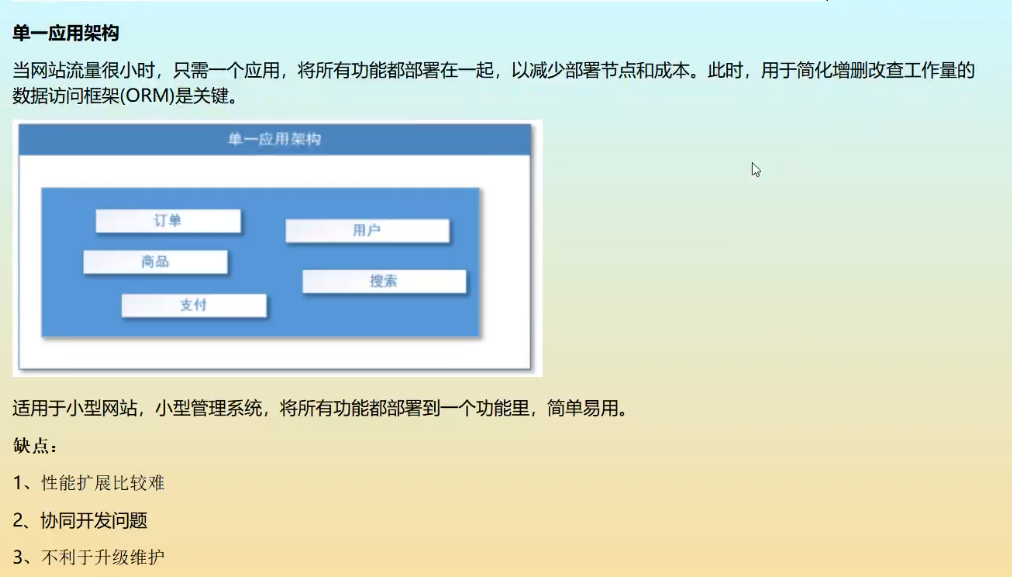 单一应用架构
当网站流量很小时，只需一个应用，将所有功能都部署在一起，以减少部署节点和成本。此时，用于简化增删改查工作量的
数据访问框架(ORM)是关键。
单一应用架构
订单
用户
商品
搜索
支付
适用于小型网站，小型管理系统，将所有功能都部署到一个功能里，简单易用。
缺点：
1、性能扩展比较难
2、协同开发问题
3、不利于升级维护